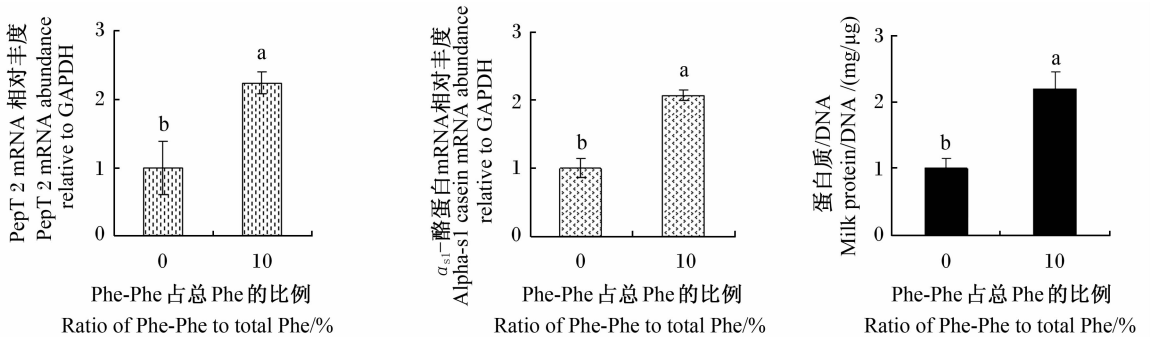 PepT 2 mRNA 相对丰度
PepT 2 mRNA abundance
relative to GAPDH
3
2
1
0
b
a
0
10
Phe-Phe 占总 Phe 的比例
Ratio of Phe-Phe to total Phe/%
αs1-酪蛋白mRNA相对丰度
Alpha-s1 casein mRNA abundance
relative to GAPDH
3
2
1
0
b
a
0
10
Phe-Phe 占总 Phe 的比例
Ratio of Phe-Phe to total Phe/%
蛋白质/DNA
Milk protein/DNA /(mg/μg)
3
2
1
0
b
a
0
10
Phe-Phe 占总 Phe 的比例
Ratio of Phe-Phe to total Phe/%